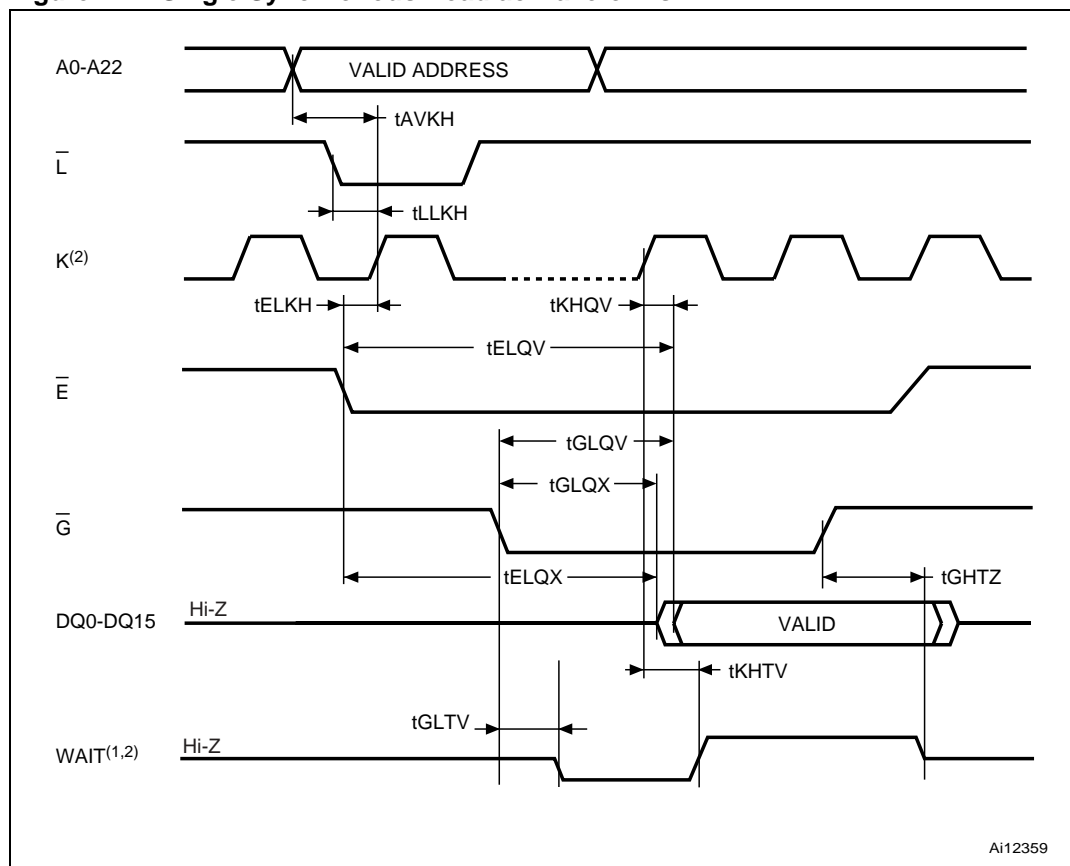 A0-A22
VALID ADDRESS
tAVKH
L
tLLKH
K(2)
tELKH
tKHQV
tELQV
E
tGLQV
tGLQX
G
tELQX
tGHTZ
Hi-Z
DQ0-DQ15
VALID
tKHTV
tGLTV
Hi-Z
WAIT(1,2)
Ai12359